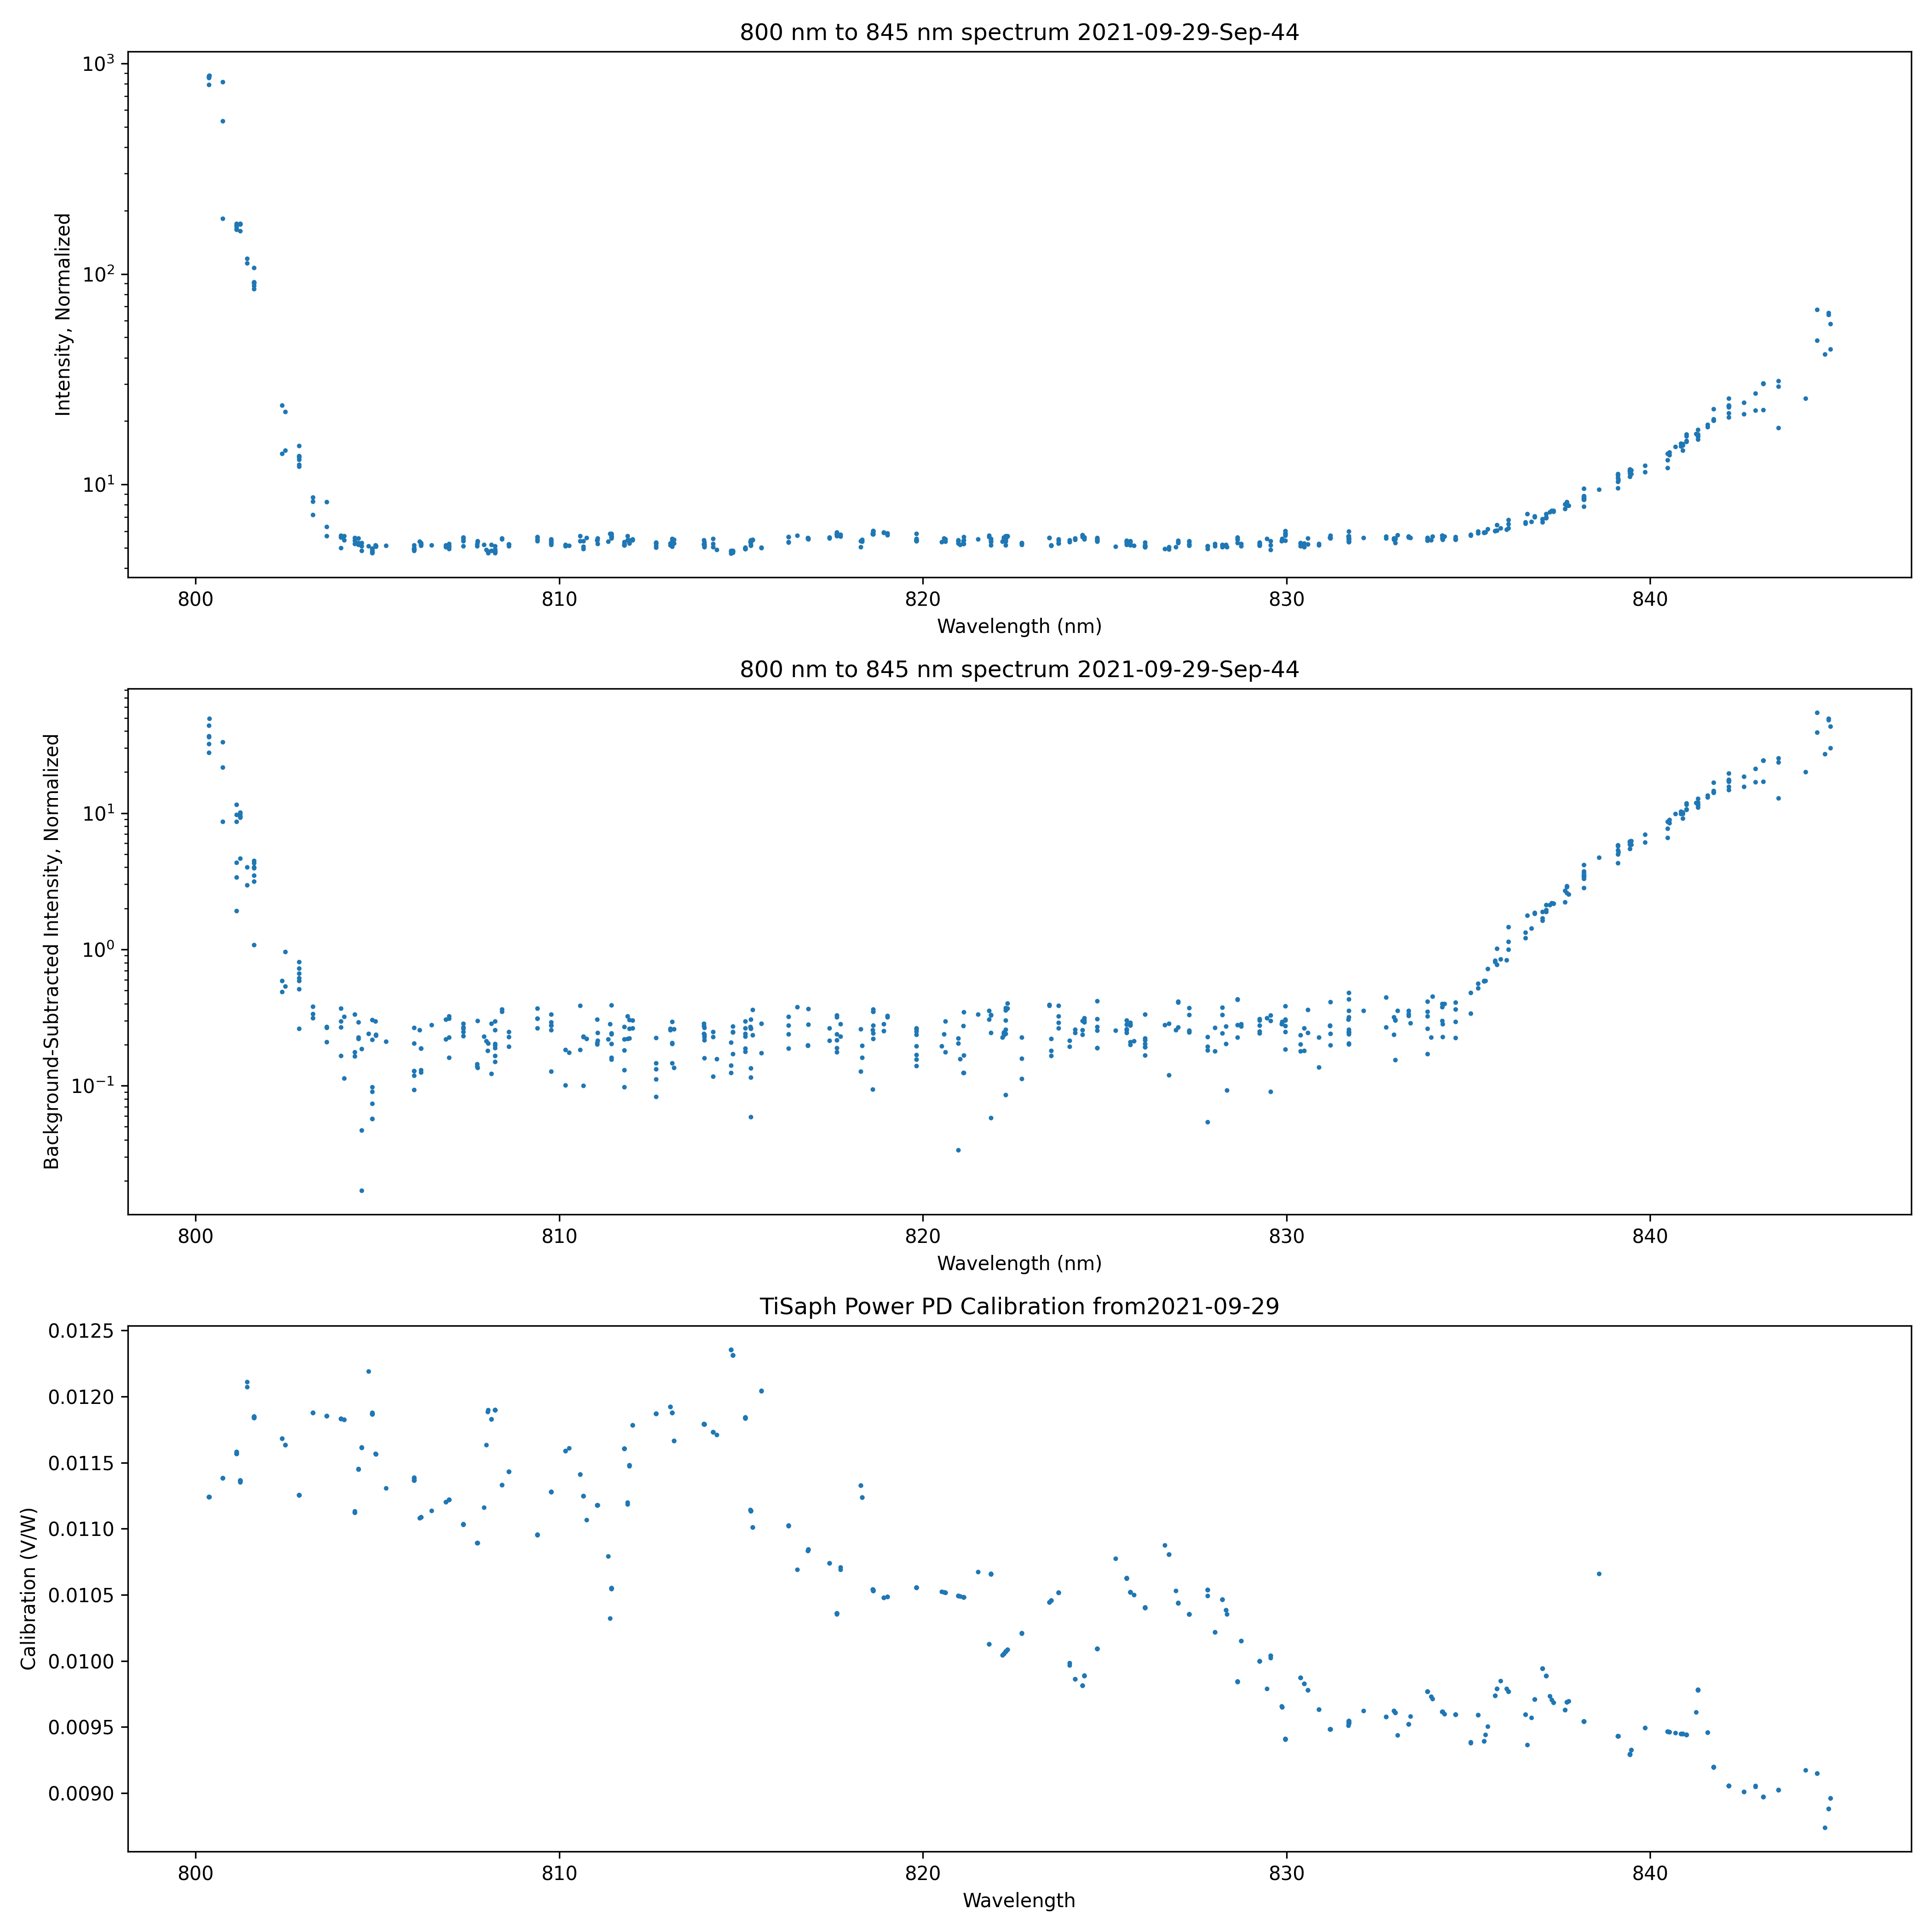 800 nm to 845 nm spectrum 2021-09-29-Sep-44
Intensity, Normalized
10³
10²
10¹
800 810 820 830 840
Wavelength (nm)
800 nm to 845 nm spectrum 2021-09-29-Sep-44
Background-Subtracted Intensity, Normalized
10¹
10⁰
10⁻¹
800 810 820 830 840
Wavelength (nm)
TiSaph Power PD Calibration from2021-09-29
Calibration (V/W)
0.0125
0.0120
0.0115
0.0110
0.0105
0.0100
0.0095
0.0090
800 810 820 830 840
Wavelength